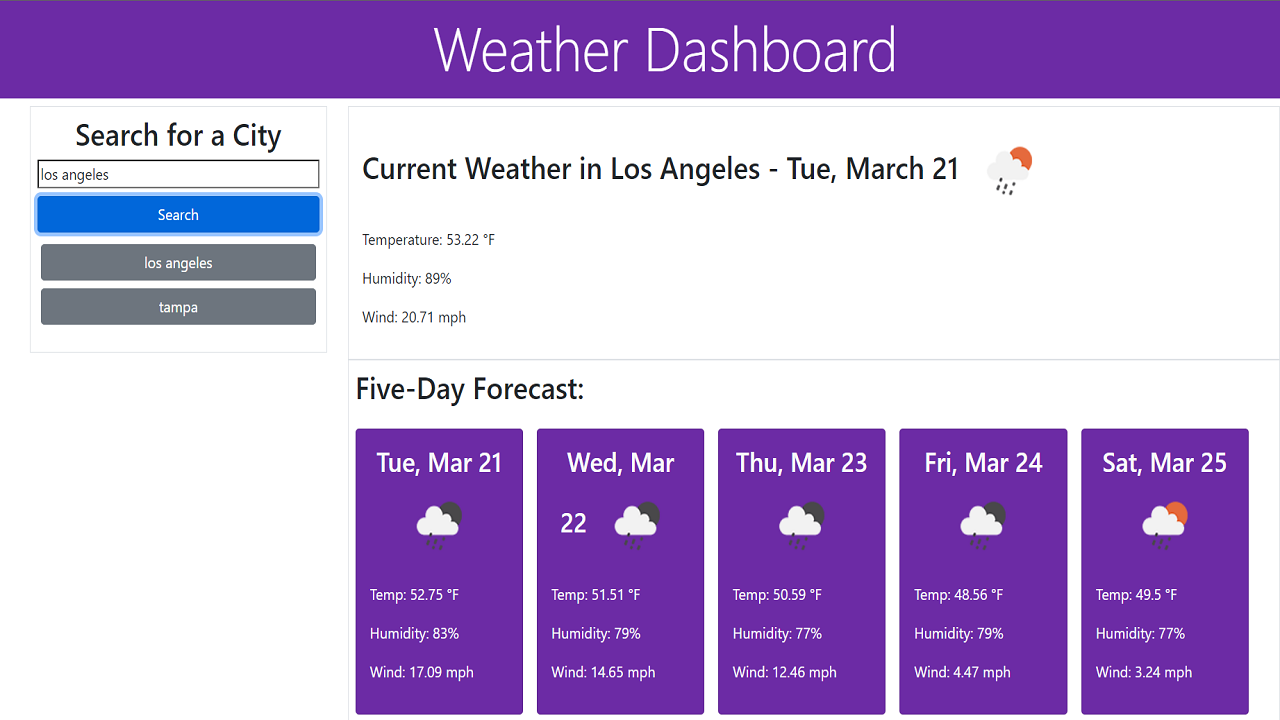 Weather Dashboard
Search for a City
los angeles
Search
los angeles
tampa
Current Weather in Los Angeles - Tue, March 21
Temperature: 53.22 °F
Humidity: 89%
Wind: 20.71 mph
Five-Day Forecast:
Tue, Mar 21
Temp: 52.75 °F
Humidity: 83%
Wind: 17.09 mph
Wed, Mar
22
Temp: 51.51 °F
Humidity: 79%
Wind: 14.65 mph
Thu, Mar 23
Temp: 50.59 °F
Humidity: 77%
Wind: 12.46 mph
Fri, Mar 24
Temp: 48.56 °F
Humidity: 79%
Wind: 4.47 mph
Sat, Mar 25
Temp: 49.5 °F
Humidity: 77%
Wind: 3.24 mph